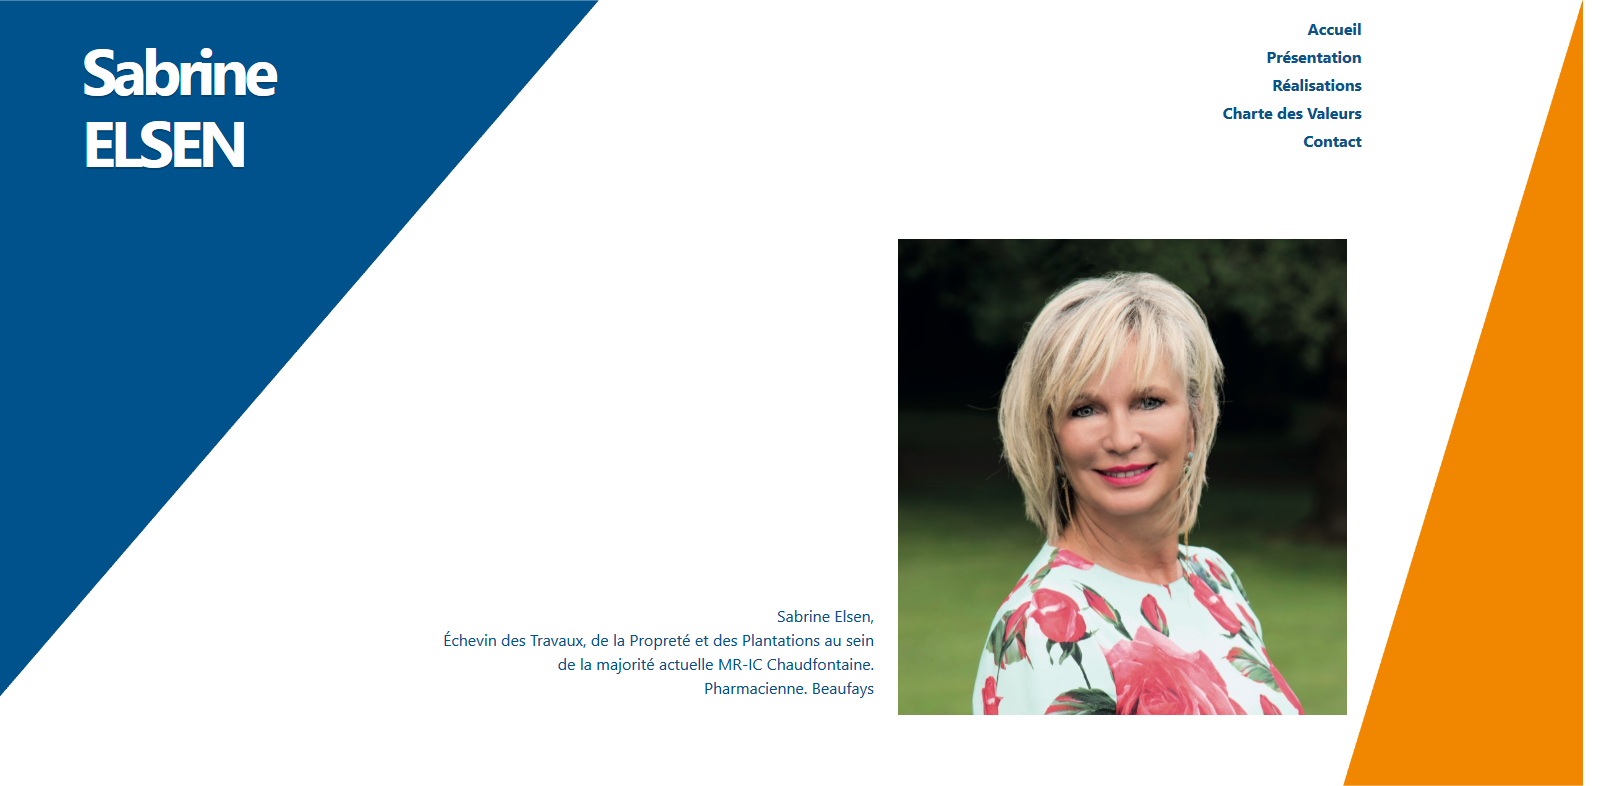 Sabrine
ELSEN
Accueil
Présentation
Réalisations
Charte des Valeurs
Contact
Sabrine Elsen,
Échevin des Travaux, de la Propreté et des Plantations au sein
de la majorité actuelle MR-IC Chaudfontaine.
Pharmacienne. Beaufays